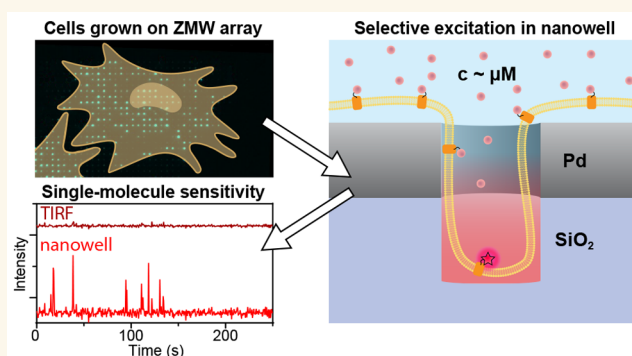 Cells grown on ZMW array
Selective excitation in nanowell
c ~ μM
Pd
SiO₂
Single-molecule sensitivity
TIRF
nanowell
Intensity
0 100 200
Time (s)